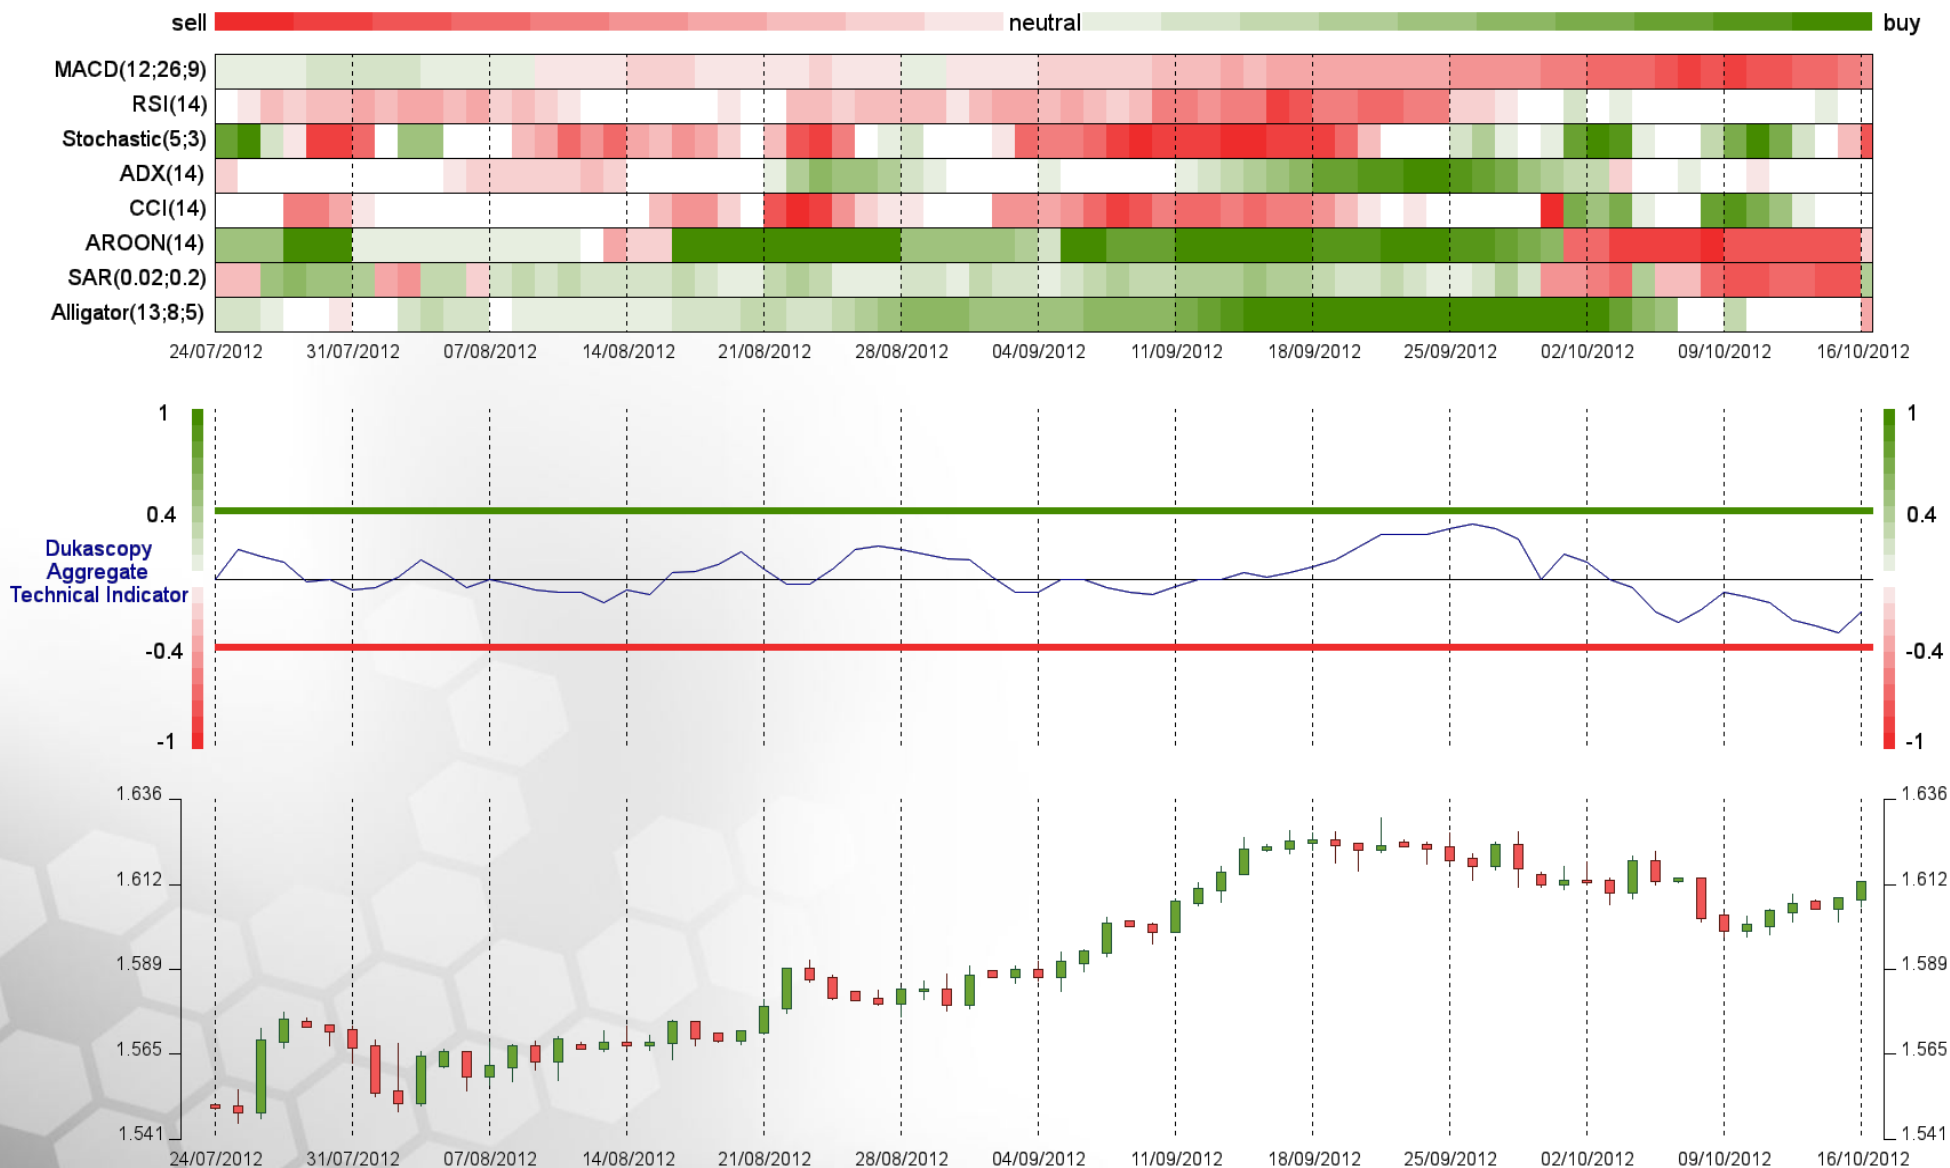 sell neutral buy
MACD(12;26;9)
RSI(14)
Stochastic(5;3)
ADX(14)
CCI(14)
AROON(14)
SAR(0.02;0.2)
Alligator(13;8;5)
24/07/2012 31/07/2012 07/08/2012 14/08/2012 21/08/2012 28/08/2012 04/09/2012 11/09/2012 18/09/2012 25/09/2012 02/10/2012 09/10/2012 16/10/2012
1 1
0.4 0.4
Dukascopy
Aggregate
Technical Indicator
-0.4 -0.4
-1 -1
1.636 1.636
1.612 1.612
1.589 1.589
1.565 1.565
1.541 1.541
24/07/2012 31/07/2012 07/08/2012 14/08/2012 21/08/2012 28/08/2012 04/09/2012 11/09/2012 18/09/2012 25/09/2012 02/10/2012 09/10/2012 16/10/2012